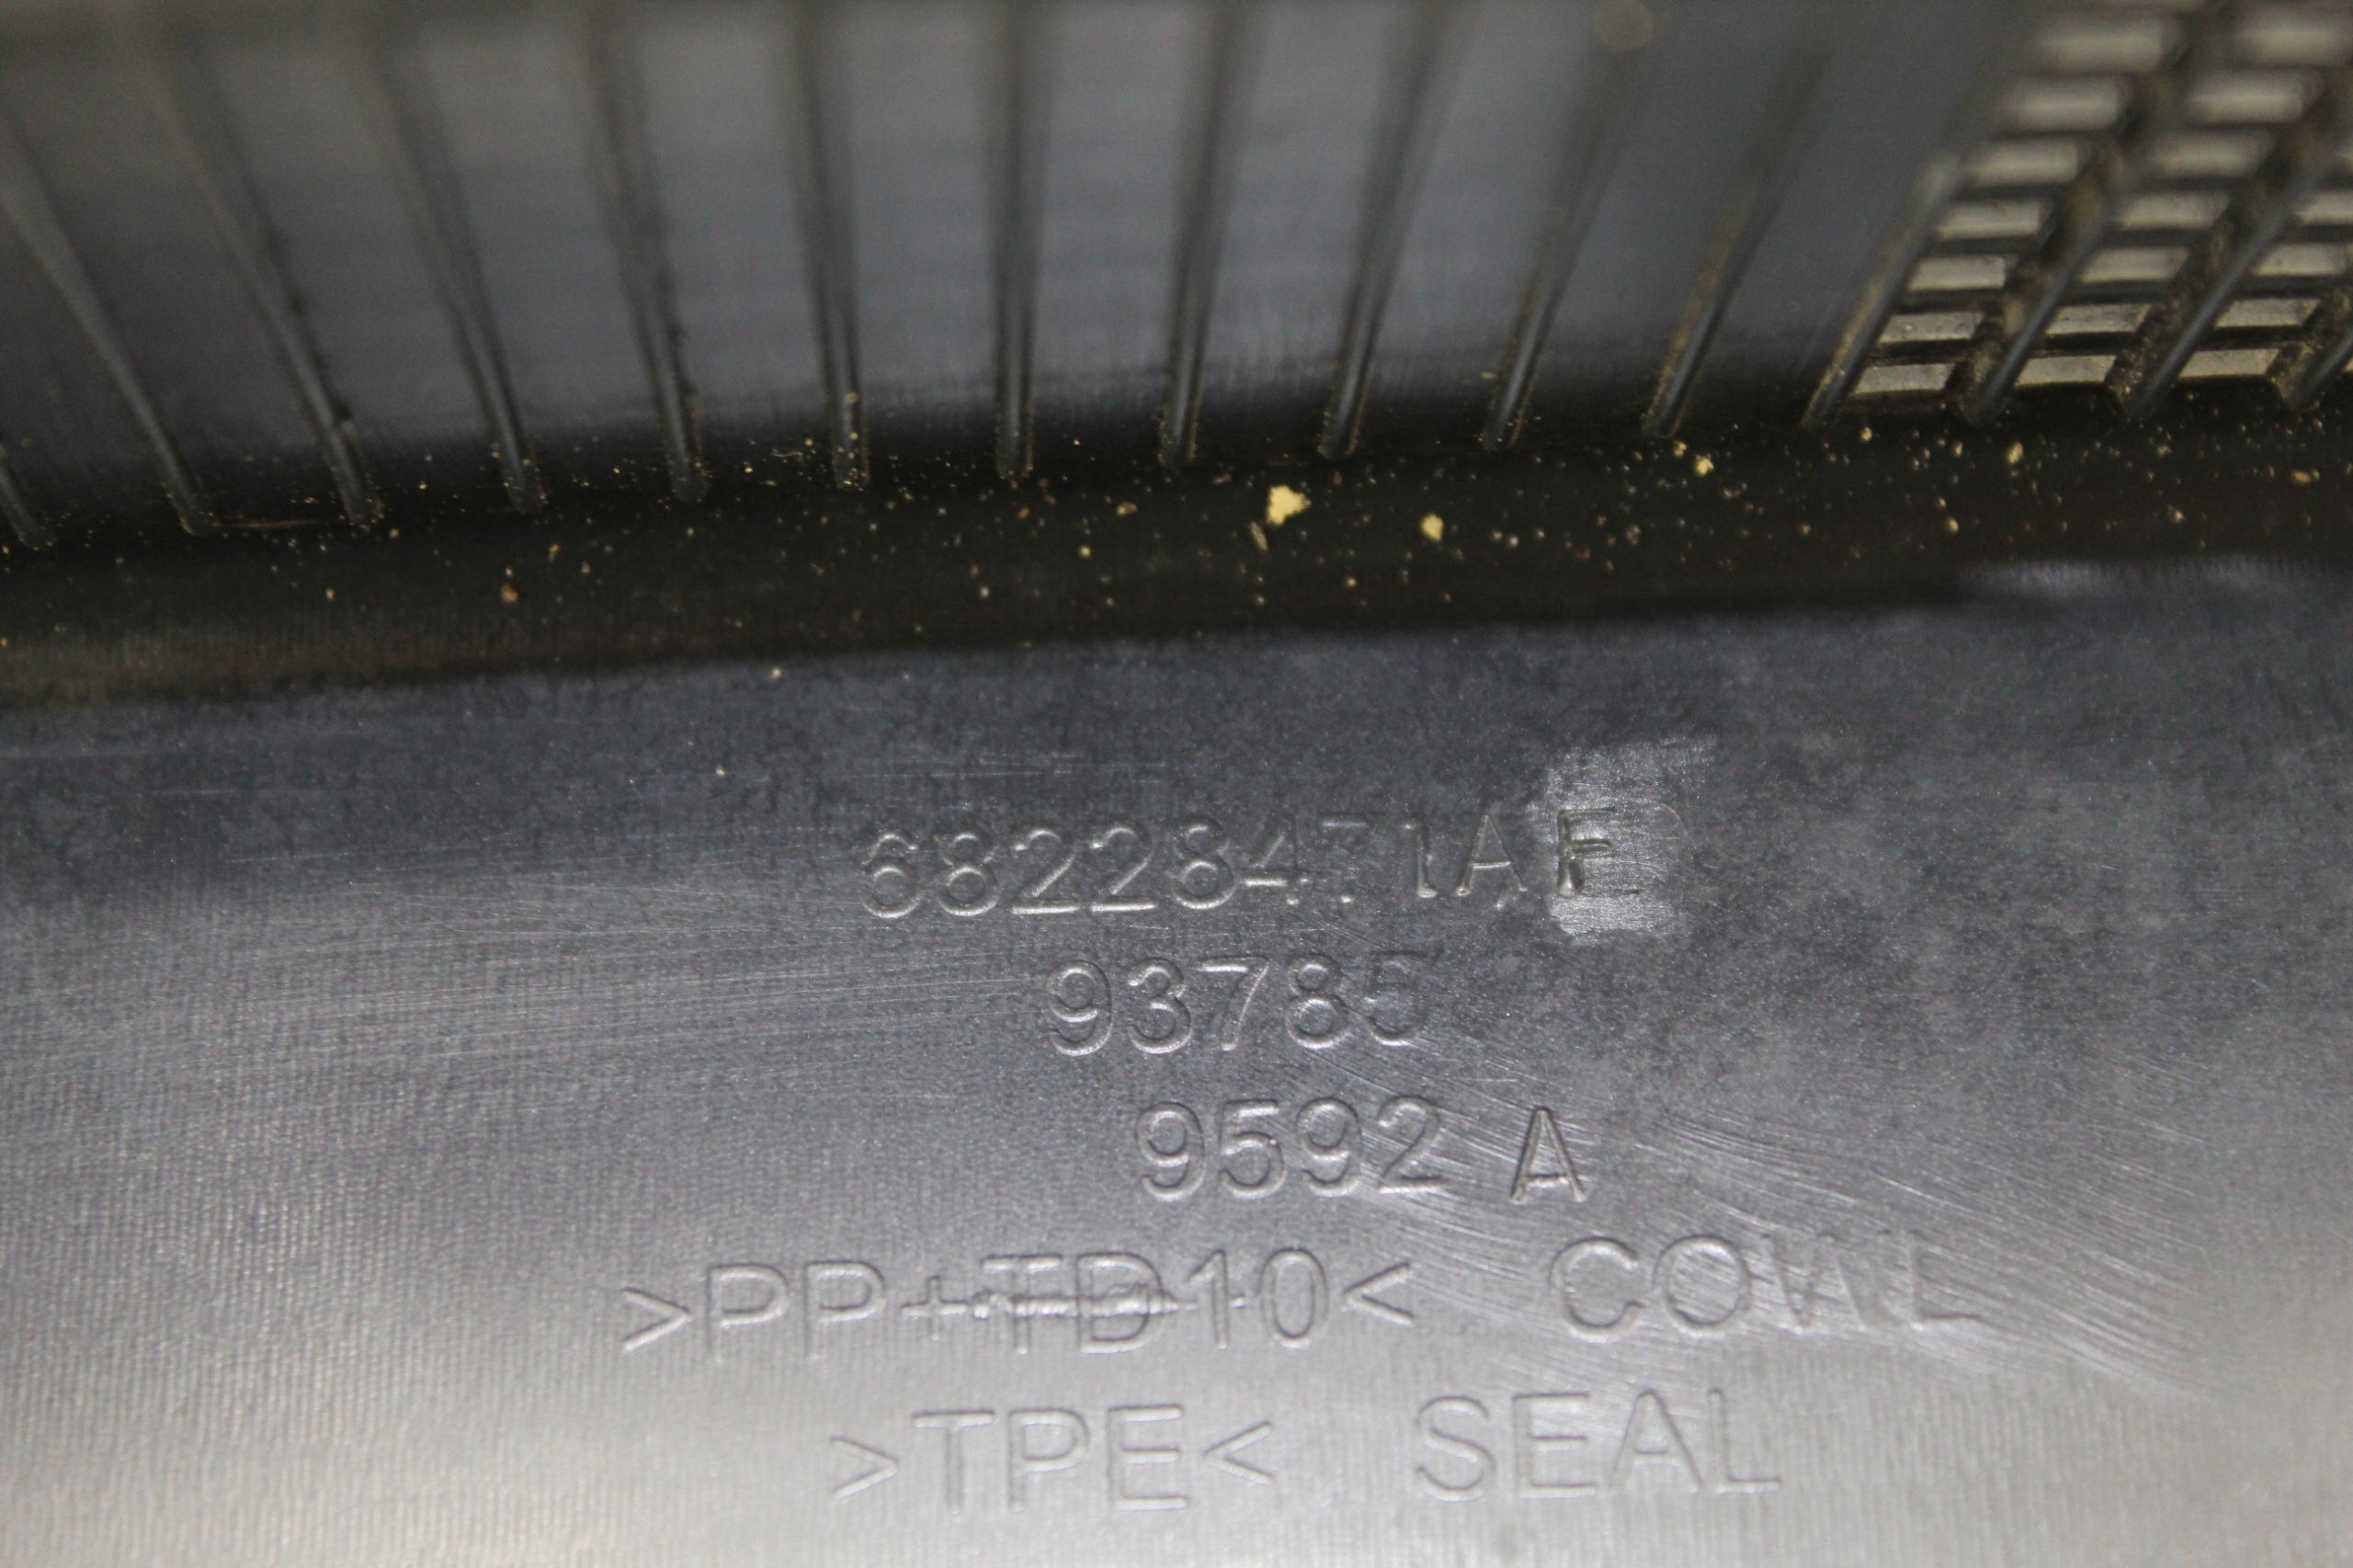 68228471AF
93785
9592 A
>PP+TD10< COWL
>TPE< SEAL